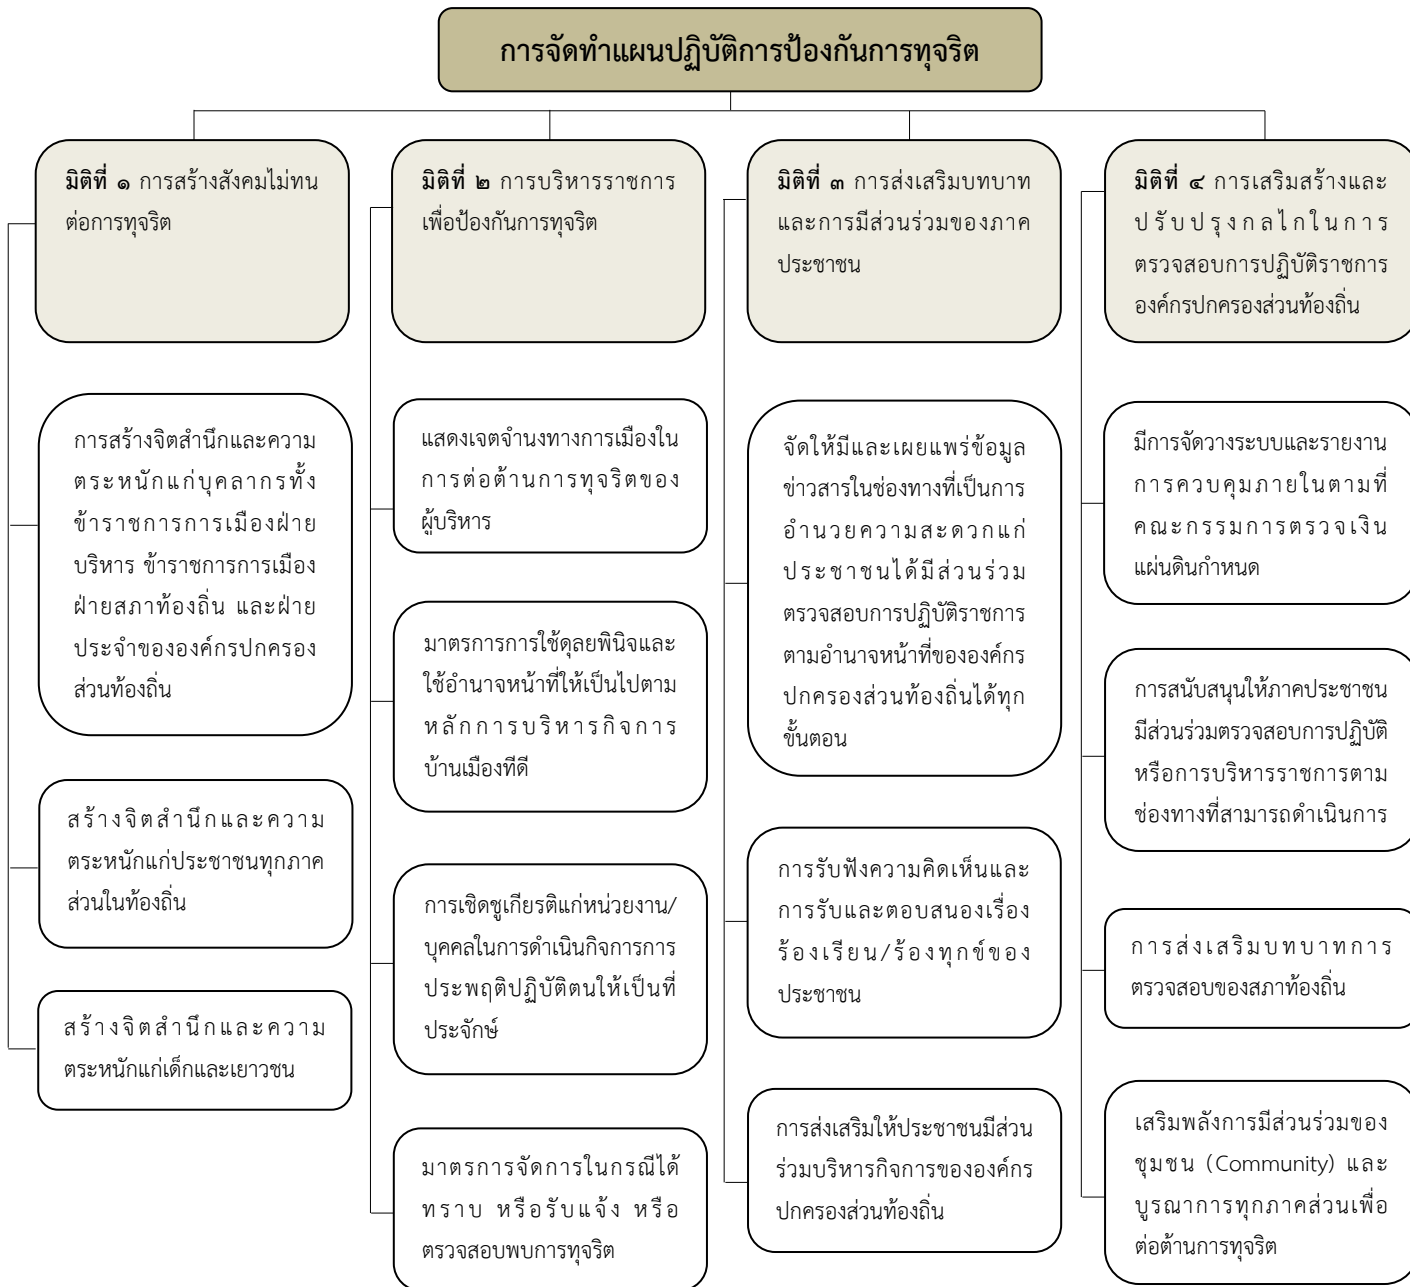 การจัดทำแผนปฏิบัติการป้องกันการทุจริต
มิติที่ ๑ การสร้างสังคมไม่ทน
ต่อการทุจริต
การสร้างจิตสำนึกและความ
ตระหนักแก่บุคลากรทั้ง
ข้าราชการการเมืองฝ่าย
บริหาร ข้าราชการการเมือง
ฝ่ายสภาท้องถิ่น และฝ่าย
ประจำขององค์กรปกครอง
ส่วนท้องถิ่น
สร้างจิตสำนึกและความ
ตระหนักแก่ประชาชนทุกภาค
ส่วนในท้องถิ่น
สร้างจิตสำนึกและความ
ตระหนักแก่เด็กและเยาวชน
มิติที่ ๒ การบริหารราชการ
เพื่อป้องกันการทุจริต
แสดงเจตจำนงทางการเมืองใน
การต่อต้านการทุจริตของ
ผู้บริหาร
มาตรการการใช้ดุลยพินิจและ
ใช้อำนาจหน้าที่ให้เป็นไปตาม
หลักการบริหารกิจการ
บ้านเมืองทีดี
การเชิดชูเกียรติแก่หน่วยงาน/
บุคคลในการดำเนินกิจการการ
ประพฤติปฏิบัติตนให้เป็นที่
ประจักษ์
มาตรการจัดการในกรณีได้
ทราบ หรือรับแจ้ง หรือ
ตรวจสอบพบการทุจริต
มิติที่ ๓ การส่งเสริมบทบาท
และการมีส่วนร่วมของภาค
ประชาชน
จัดให้มีและเผยแพร่ข้อมูล
ข่าวสารในช่องทางที่เป็นการ
อำนวยความสะดวกแก่
ประชาชนได้มีส่วนร่วม
ตรวจสอบการปฏิบัติราชการ
ตามอำนาจหน้าที่ขององค์กร
ปกครองส่วนท้องถิ่นได้ทุก
ขั้นตอน
การรับฟังความคิดเห็นและ
การรับและตอบสนองเรื่อง
ร้องเรียน/ร้องทุกข์ของ
ประชาชน
การส่งเสริมให้ประชาชนมีส่วน
ร่วมบริหารกิจการขององค์กร
ปกครองส่วนท้องถิ่น
มิติที่ ๔ การเสริมสร้างและ
ปรับปรุงกลไกในการ
ตรวจสอบการปฏิบัติราชการ
องค์กรปกครองส่วนท้องถิ่น
มีการจัดวางระบบและรายงาน
การควบคุมภายในตามที่
คณะกรรมการตรวจเงิน
แผ่นดินกำหนด
การสนับสนุนให้ภาคประชาชน
มีส่วนร่วมตรวจสอบการปฏิบัติ
หรือการบริหารราชการตาม
ช่องทางที่สามารถดำเนินการ
การส่งเสริมบทบาทการ
ตรวจสอบของสภาท้องถิ่น
เสริมพลังการมีส่วนร่วมของ
ชุมชน (Community) และ
บูรณาการทุกภาคส่วนเพื่อ
ต่อต้านการทุจริต